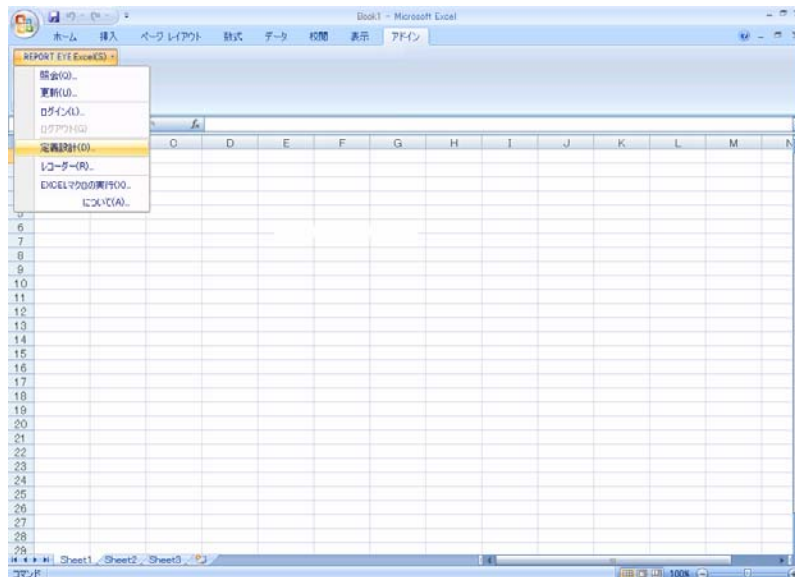 Book1 - Microsoft Excel
ホーム 挿入 ページ レイアウト 数式 データ 校閲 表示 アドイン
REPORT EYE Excel(S)
照会(Q)...
更新(U)...
ログイン(L)...
ログアウト(G)
定義設計(D)...
レコーダー(R)...
EXCELマクロの実行(X)...
について(A)...
fx
C D E F G H I J K L M N
6
7
8
9
10
11
12
13
14
15
16
17
18
19
20
21
22
23
24
25
26
27
28
29
Sheet1 Sheet2 Sheet3
コマンド 100%